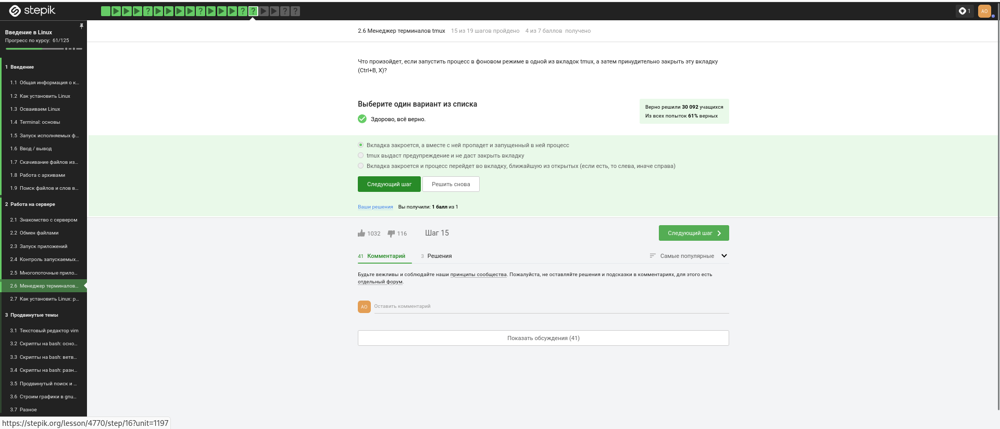 stepik
? ? ? ? ? ?
1
AO
Введение в Linux
Прогресс по курсу: 61/125
1 Введение
1.1 Общая информация о к...
1.2 Как установить Linux
1.3 Осваиваем Linux
1.4 Terminal: основы
1.5 Запуск исполняемых ф...
1.6 Ввод / вывод
1.7 Скачивание файлов из...
1.8 Работа с архивами
1.9 Поиск файлов и слов в...
2 Работа на сервере
2.1 Знакомство с сервером
2.2 Обмен файлами
2.3 Запуск приложений
2.4 Контроль запускаемых...
2.5 Многопоточные прило...
2.6 Менеджер терминалов...
2.7 Как установить Linux: р...
3 Продвинутые темы
3.1 Текстовый редактор vim
3.2 Скрипты на bash: осно...
3.3 Скрипты на bash: ветв...
3.4 Скрипты на bash: разн...
3.5 Продвинутый поиск и ...
3.6 Строим графики в gnu...
3.7 Разное
2.6 Менеджер терминалов tmux 15 из 19 шагов пройдено 4 из 7 баллов получено
Что произойдет, если запустить процесс в фоновом режиме в одной из вкладок tmux, а затем принудительно закрыть эту вкладку
(Ctrl+B, X)?
Выберите один вариант из списка
Здорово, всё верно.
Верно решили 30 092 учащихся
Из всех попыток 61% верных
Вкладка закроется, а вместе с ней пропадет и запущенный в ней процесс
tmux выдаст предупреждение и не даст закрыть вкладку
Вкладка закроется и процесс перейдет во вкладку, ближайшую из открытых (если есть, то слева, иначе справа)
Следующий шаг Решить снова
Ваши решения Вы получили: 1 балл из 1
1032 116 Шаг 15 Следующий шаг
41 Комментарий 3 Решения Самые популярные
Будьте вежливы и соблюдайте наши принципы сообщества. Пожалуйста, не оставляйте решения и подсказки в комментариях, для этого есть
отдельный форум.
AO Оставить комментарий
Показать обсуждения (41)
https://stepik.org/lesson/4770/step/16?unit=1197